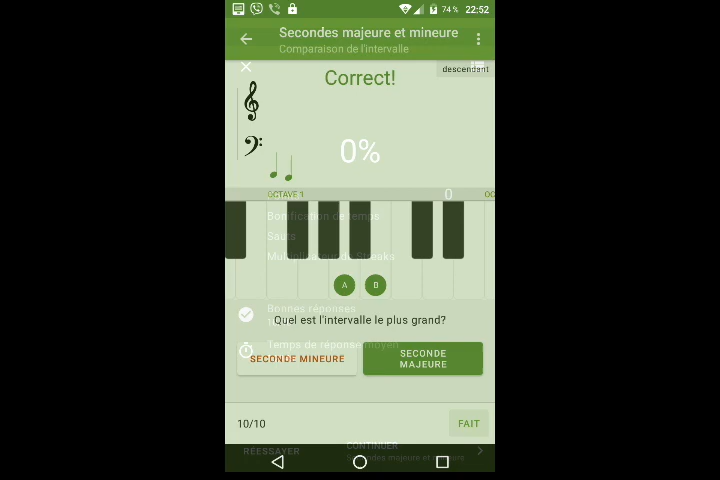 74 % 22:52
Secondes majeure et mineure
Comparaison de l'intervalle
descendant
Correct!
0%
OCTAVE 1 0 OC
Bonification de temps
Sauts
Multiplicateur de Streaks
A B
Bonnes réponses
Quel est l'intervalle le plus grand?
Temps de réponse moyen
SECONDE MINEURE
SECONDE
MAJEURE
10/10
FAIT
RÉESSAYER
CONTINUER
Secondes majeure et mineure